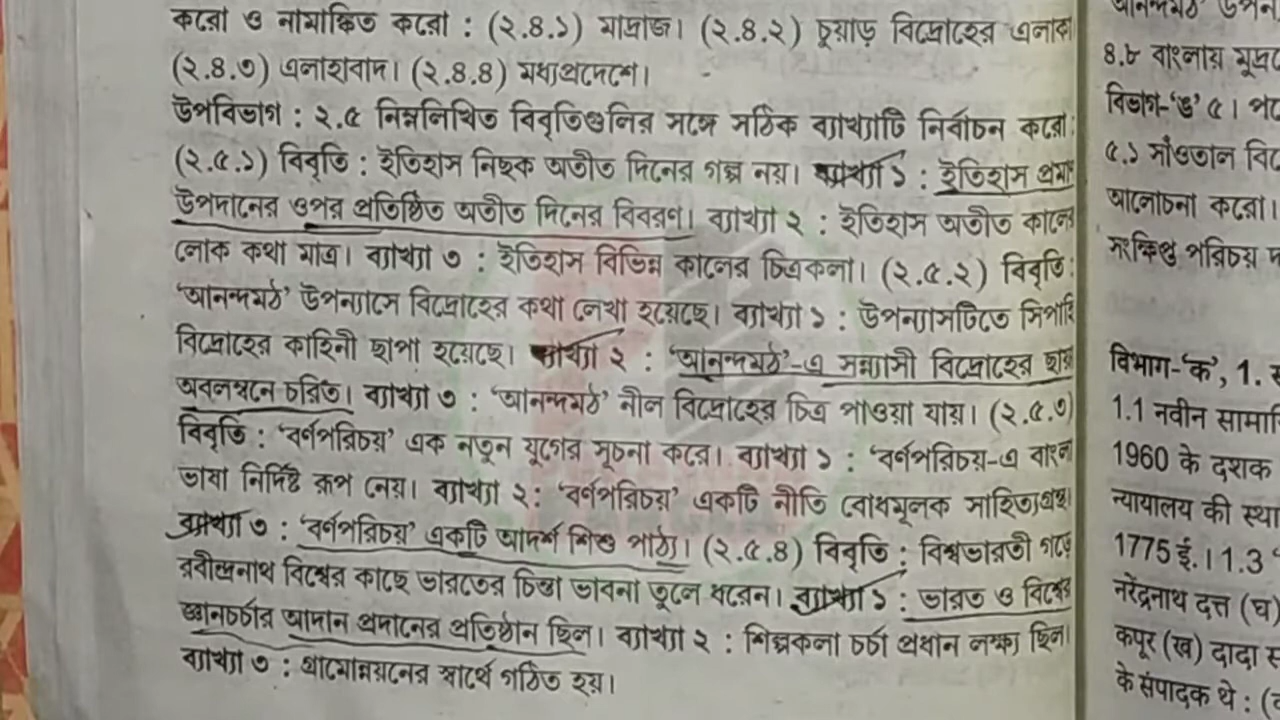 করো ও নামাঙ্কিত করো : (২.৪.১) মাদ্রাজ। (২.৪.২) চুয়াড় বিদ্রোহের এলাকা
(২.৪.৩) এলাহাবাদ। (২.৪.৪) মধ্যপ্রদেশে।
উপবিভাগ : ২.৫ নিম্নলিখিত বিবৃতিগুলির সঙ্গে সঠিক ব্যাখ্যাটি নির্বাচন করো :
(২.৫.১) বিবৃতি : ইতিহাস নিছক অতীত দিনের গল্প নয়। ব্যাখ্যা ১ : ইতিহাস
উপদানের ওপর প্রতিষ্ঠিত অতীত দিনের বিবরণ। ব্যাখ্যা ২ : ইতিহাস অতীত কালের
লোক কথা মাত্র। ব্যাখ্যা ৩ : ইতিহাস বিভিন্ন কালের চিত্রকলা। (২.৫.২) বিবৃতি :
‘আনন্দমঠ’ উপন্যাসে বিদ্রোহের কথা লেখা হয়েছে। ব্যাখ্যা ১ : উপন্যাসটিতে সিপাহি
বিদ্রোহের কাহিনী ছাপা হয়েছে। ব্যাখ্যা ২ : ‘আনন্দমঠ’-এ সন্ন্যাসী বিদ্রোহের
অবলম্বনে চরিত। ব্যাখ্যা ৩ : ‘আনন্দমঠ’ নীল বিদ্রোহের চিত্র পাওয়া যায়। (২.৫.৩)
বিবৃতি : ‘বর্ণপরিচয়’ এক নতুন যুগের সূচনা করে। ব্যাখ্যা ১ : ‘বর্ণপরিচয়-এ বাংলা
ভাষা নির্দিষ্ট রূপ নেয়। ব্যাখ্যা ২: ‘বর্ণপরিচয়’ একটি নীতি বোধমূলক সাহিত্যগ্রন্থ।
ব্যাখ্যা ৩ : ‘বর্ণপরিচয়’ একটি আদর্শ শিশু পাঠ্য। (২.৫.৪) বিবৃতি : বিশ্বভারতী গড়ে
রবীন্দ্রনাথ বিশ্বের কাছে ভারতের চিন্তা ভাবনা তুলে ধরেন। ব্যাখ্যা ১ : ভারত ও বিশ্বের
জ্ঞানচর্চার আদান প্রদানের প্রতিষ্ঠান ছিল। ব্যাখ্যা ২ : শিল্পকলা চর্চা প্রধান লক্ষ্য ছিল।
ব্যাখ্যা ৩ : গ্রামোন্নয়নের স্বার্থে গঠিত হয়।
৪.৮ বাংলায়
বিভাগ-‘ঙ’ ৫।
৫.১ সাঁওতাল
আলোচনা করো।
সংক্ষিপ্ত পরিচয়
विभाग-‘क’, 1.
1.1 नवीन
1960 के दशक
न्यायालय की
1775 ई.। 1.3
नरेंद्रनाथ दत्त (घ)
कपूर (ख) दादा
के संपादक थे :